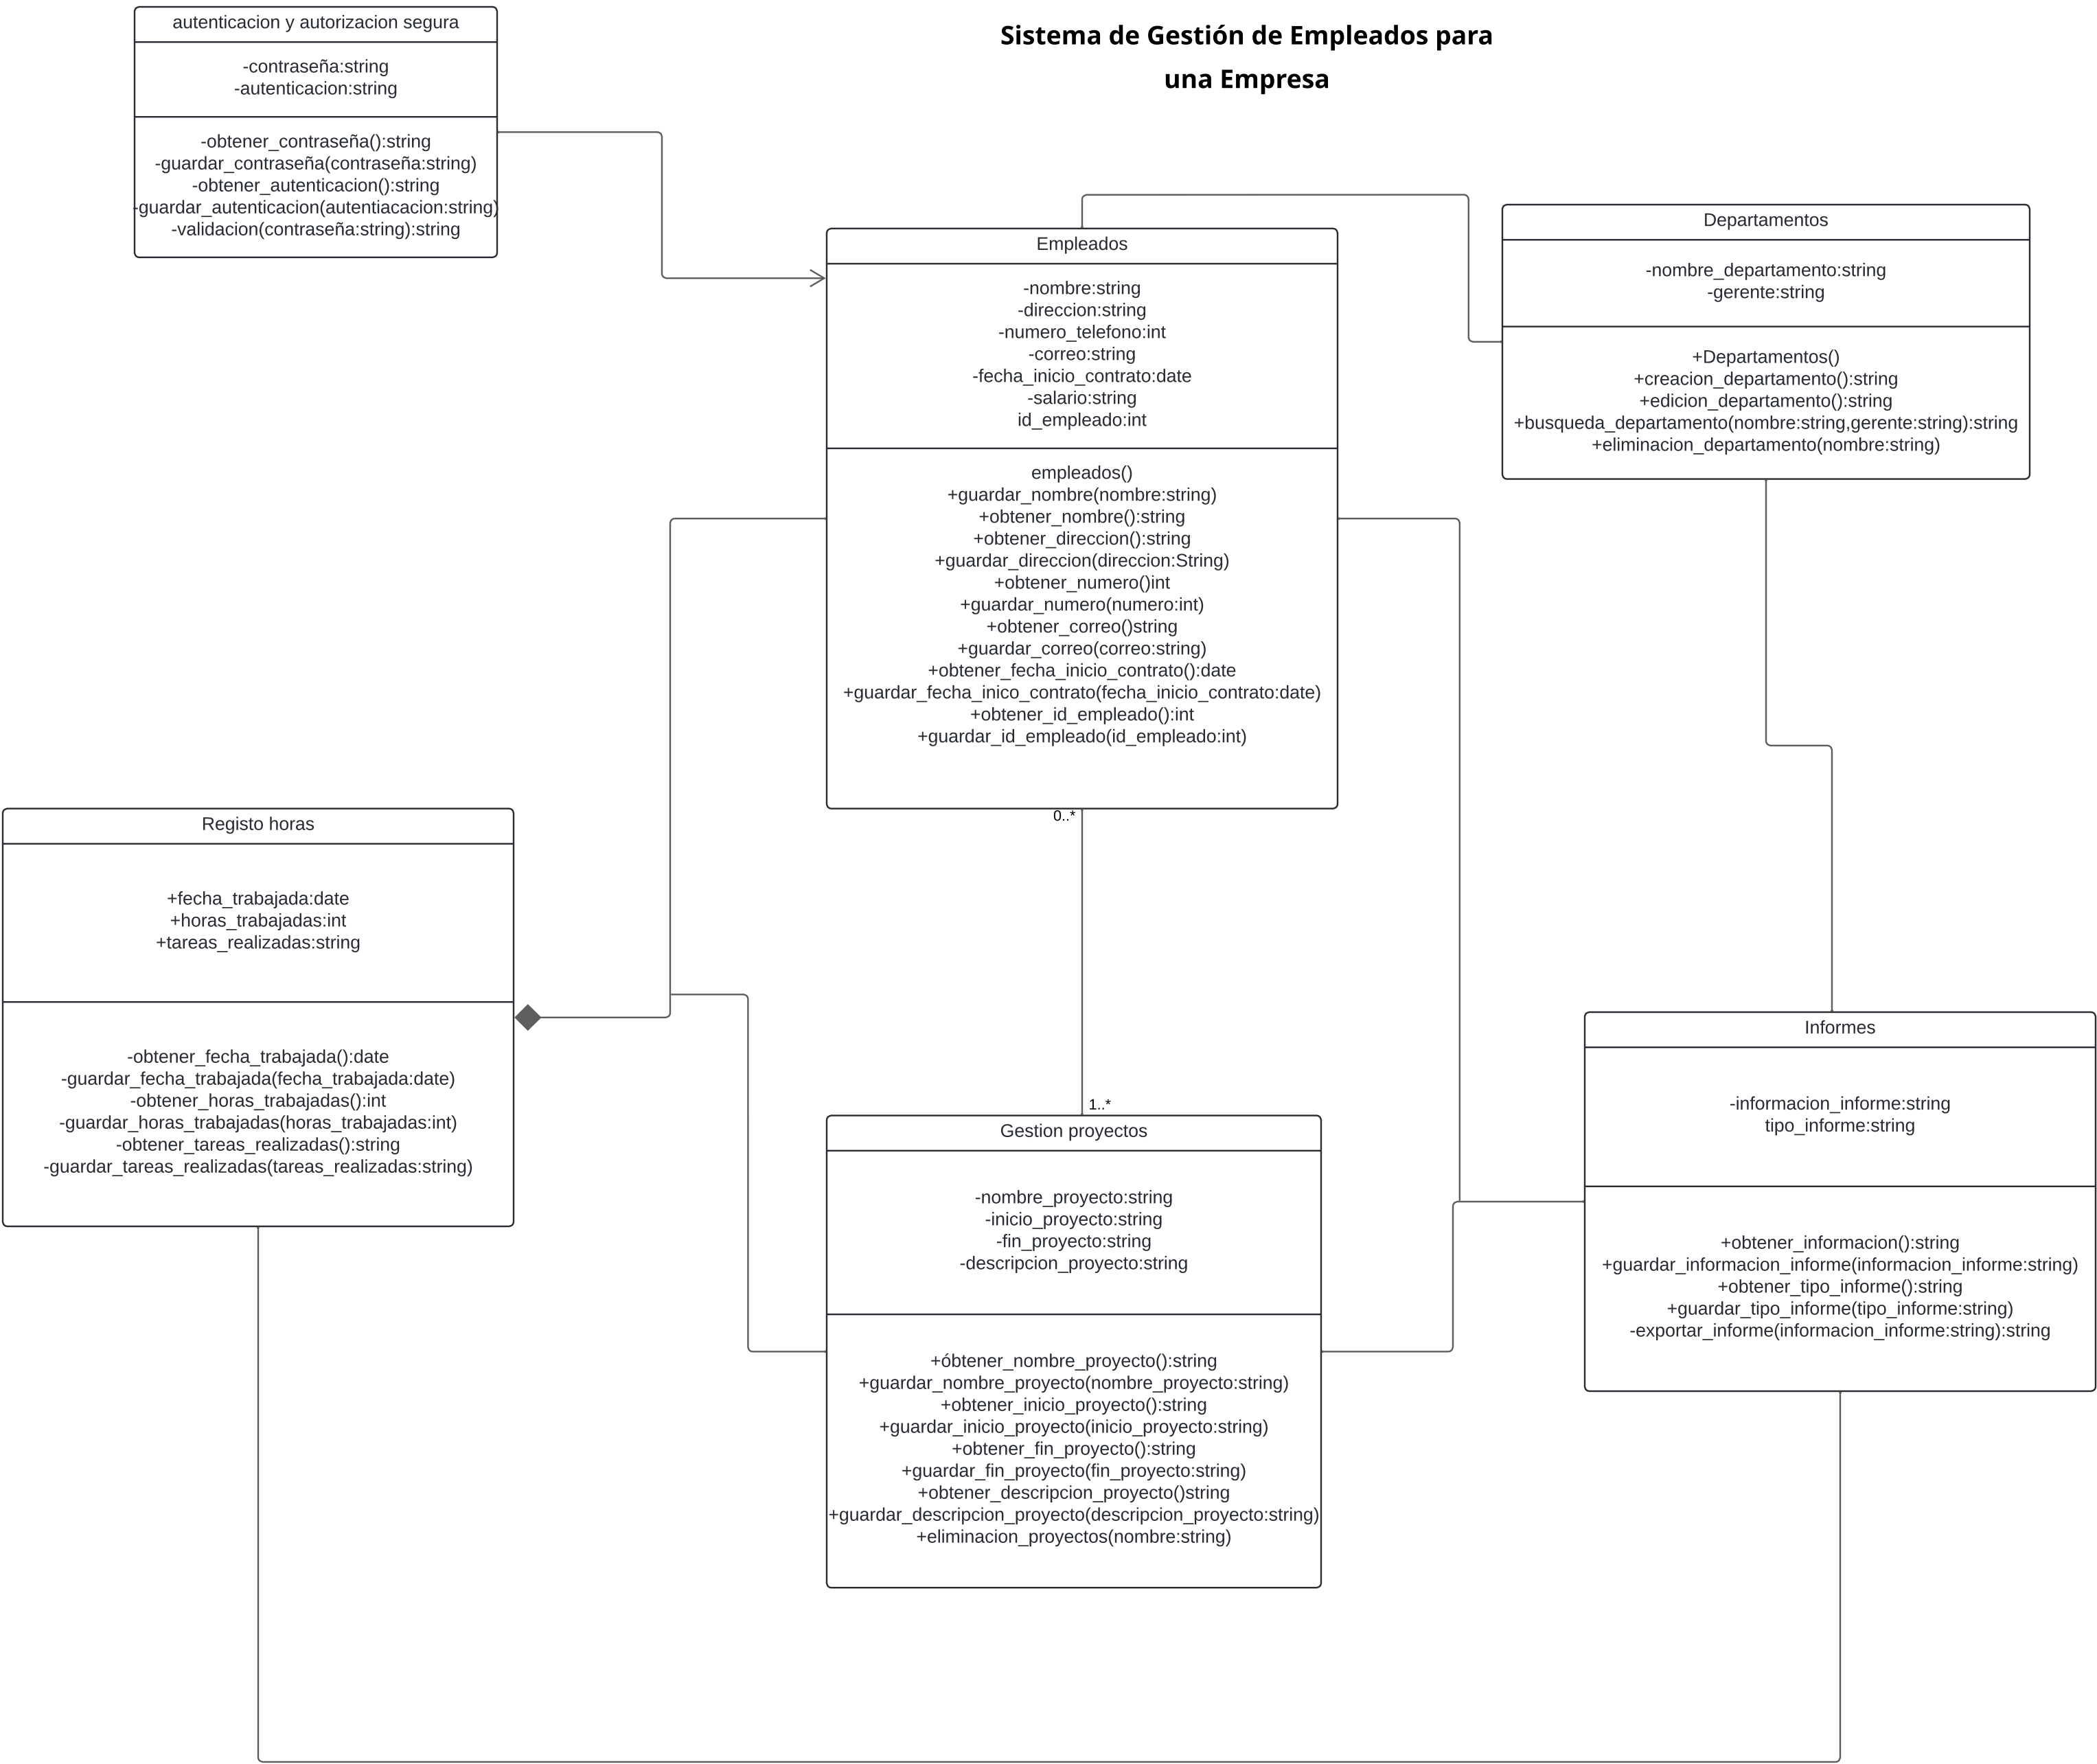 autenticacion y autorizacion segura
-contraseña:string
-autenticacion:string
-obtener_contraseña():string
-guardar_contraseña(contraseña:string)
-obtener_autenticacion():string
-guardar_autenticacion(autentiacacion:string)
-validacion(contraseña:string):string
Sistema de Gestión de Empleados para
una Empresa
Empleados
-nombre:string
-direccion:string
-numero_telefono:int
-correo:string
-fecha_inicio_contrato:date
-salario:string
id_empleado:int
empleados()
+guardar_nombre(nombre:string)
+obtener_nombre():string
+obtener_direccion():string
+guardar_direccion(direccion:String)
+obtener_numero()int
+guardar_numero(numero:int)
+obtener_correo()string
+guardar_correo(correo:string)
+obtener_fecha_inicio_contrato():date
+guardar_fecha_inico_contrato(fecha_inicio_contrato:date)
+obtener_id_empleado():int
+guardar_id_empleado(id_empleado:int)
0..*
Departamentos
-nombre_departamento:string
-gerente:string
+Departamentos()
+creacion_departamento():string
+edicion_departamento():string
+busqueda_departamento(nombre:string,gerente:string):string
+eliminacion_departamento(nombre:string)
Registo horas
+fecha_trabajada:date
+horas_trabajadas:int
+tareas_realizadas:string
-obtener_fecha_trabajada():date
-guardar_fecha_trabajada(fecha_trabajada:date)
-obtener_horas_trabajadas():int
-guardar_horas_trabajadas(horas_trabajadas:int)
-obtener_tareas_realizadas():string
-guardar_tareas_realizadas(tareas_realizadas:string)
1..*
Gestion proyectos
-nombre_proyecto:string
-inicio_proyecto:string
-fin_proyecto:string
-descripcion_proyecto:string
+óbtener_nombre_proyecto():string
+guardar_nombre_proyecto(nombre_proyecto:string)
+obtener_inicio_proyecto():string
+guardar_inicio_proyecto(inicio_proyecto:string)
+obtener_fin_proyecto():string
+guardar_fin_proyecto(fin_proyecto:string)
+obtener_descripcion_proyecto()string
+guardar_descripcion_proyecto(descripcion_proyecto:string)
+eliminacion_proyectos(nombre:string)
Informes
-informacion_informe:string
tipo_informe:string
+obtener_informacion():string
+guardar_informacion_informe(informacion_informe:string)
+obtener_tipo_informe():string
+guardar_tipo_informe(tipo_informe:string)
-exportar_informe(informacion_informe:string):string